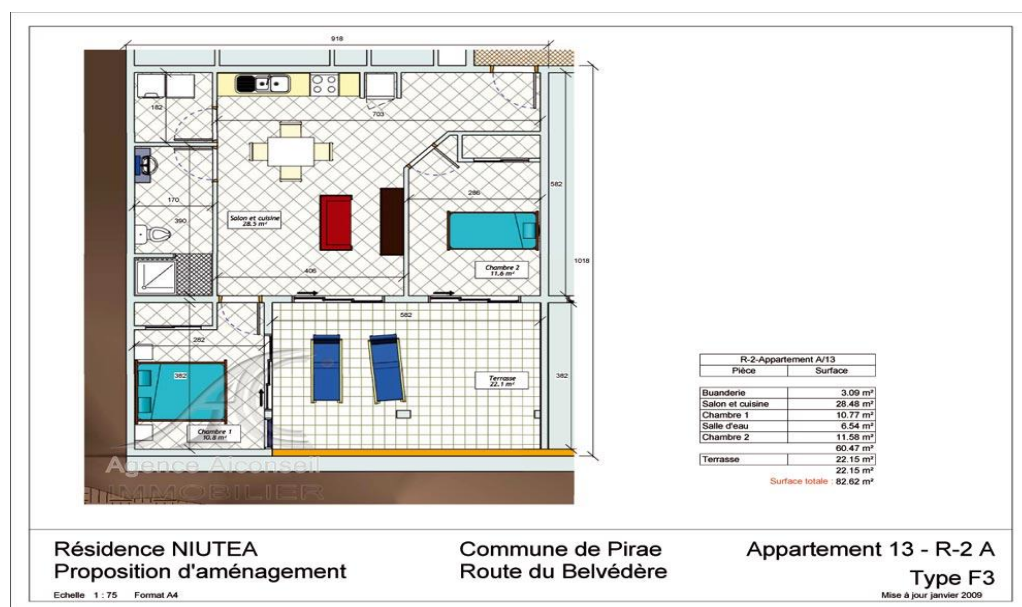 918
182
703
170
390
286
582
Salon et cuisine
28.5 m²
Chambre 2
11.6 m²
406
1018
582
282
382
382
Terrasse
22.1 m²
Chambre 1
10.8 m²
Agence Aïconseil
IMMOBILIER
R-2-Appartement A/13
Pièce Surface
Buanderie 3.09 m²
Salon et cuisine 28.48 m²
Chambre 1 10.77 m²
Salle d'eau 6.54 m²
Chambre 2 11.58 m²
60.47 m²
Terrasse 22.15 m²
22.15 m²
Surface totale : 82.62 m²
Résidence NIUTEA
Proposition d'aménagement
Echelle 1 : 75 Format A4
Commune de Pirae
Route du Belvédère
Appartement 13 - R-2 A
Type F3
Mise à jour janvier 2009